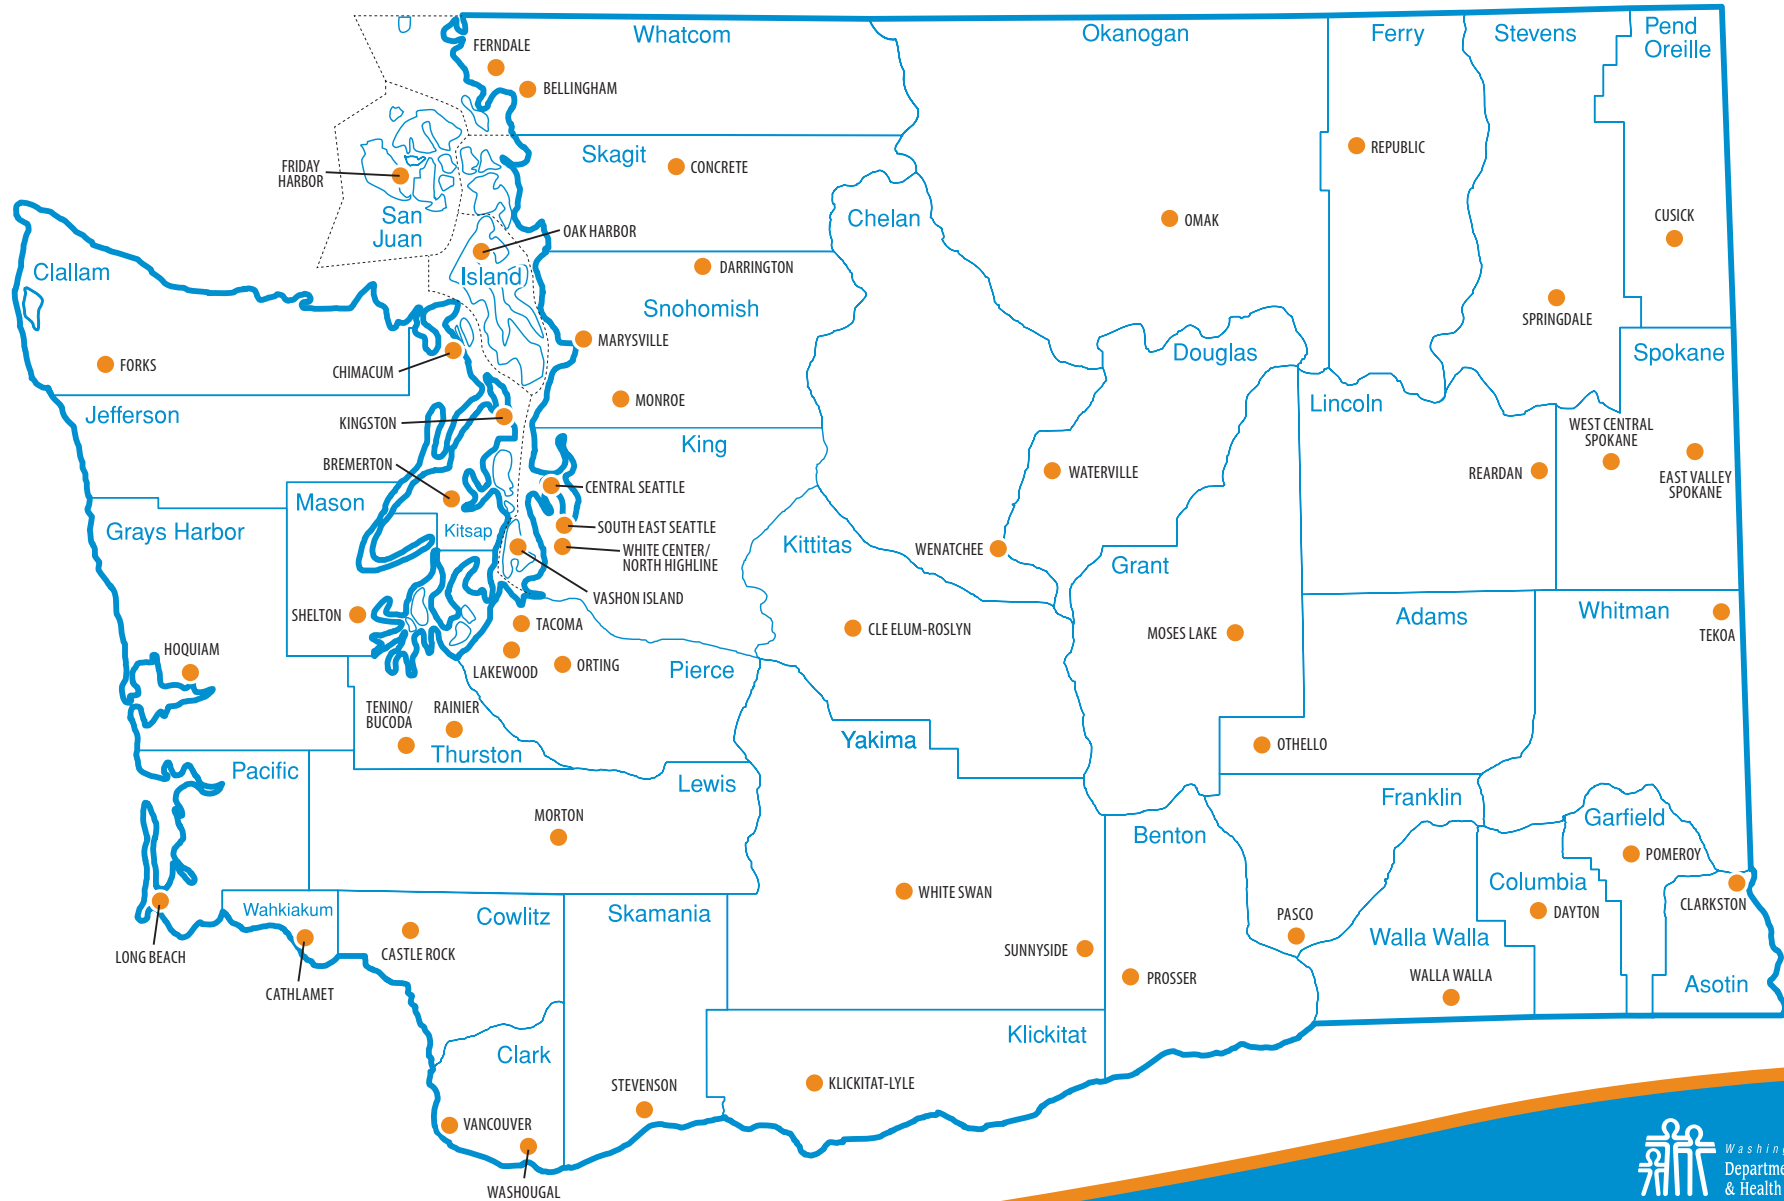 Whatcom
Okanogan
Ferry
Stevens
Pend
Oreille
FERNDALE
BELLINGHAM
Skagit
CONCRETE
REPUBLIC
FRIDAY
HARBOR
San
Juan
OAK HARBOR
Chelan
OMAK
CUSICK
Clallam
Island
DARRINGTON
Snohomish
SPRINGDALE
MARYSVILLE
Douglas
Spokane
FORKS
CHIMACUM
Jefferson
MONROE
Lincoln
KINGSTON
King
WEST CENTRAL
SPOKANE
BREMERTON
WATERVILLE
REARDAN
EAST VALLEY
SPOKANE
CENTRAL SEATTLE
Mason
Grays Harbor
Kitsap
SOUTH EAST SEATTLE
WHITE CENTER/
NORTH HIGHLINE
Kittitas
WENATCHEE
Grant
VASHON ISLAND
SHELTON
TACOMA
CLE ELUM-ROSLYN
MOSES LAKE
Adams
Whitman
TEKOA
HOQUIAM
LAKEWOOD
ORTING
Pierce
TENINO/
BUCODA
RAINIER
Thurston
Yakima
OTHELLO
Pacific
Lewis
Franklin
MORTON
Benton
Garfield
POMEROY
WHITE SWAN
Columbia
CLARKSTON
Wahkiakum
Cowlitz
Skamania
PASCO
DAYTON
LONG BEACH
CASTLE ROCK
SUNNYSIDE
Walla Walla
CATHLAMET
PROSSER
WALLA WALLA
Asotin
Klickitat
Clark
STEVENSON
KLICKITAT-LYLE
VANCOUVER
WASHOUGAL
Washing
Departme
& Health